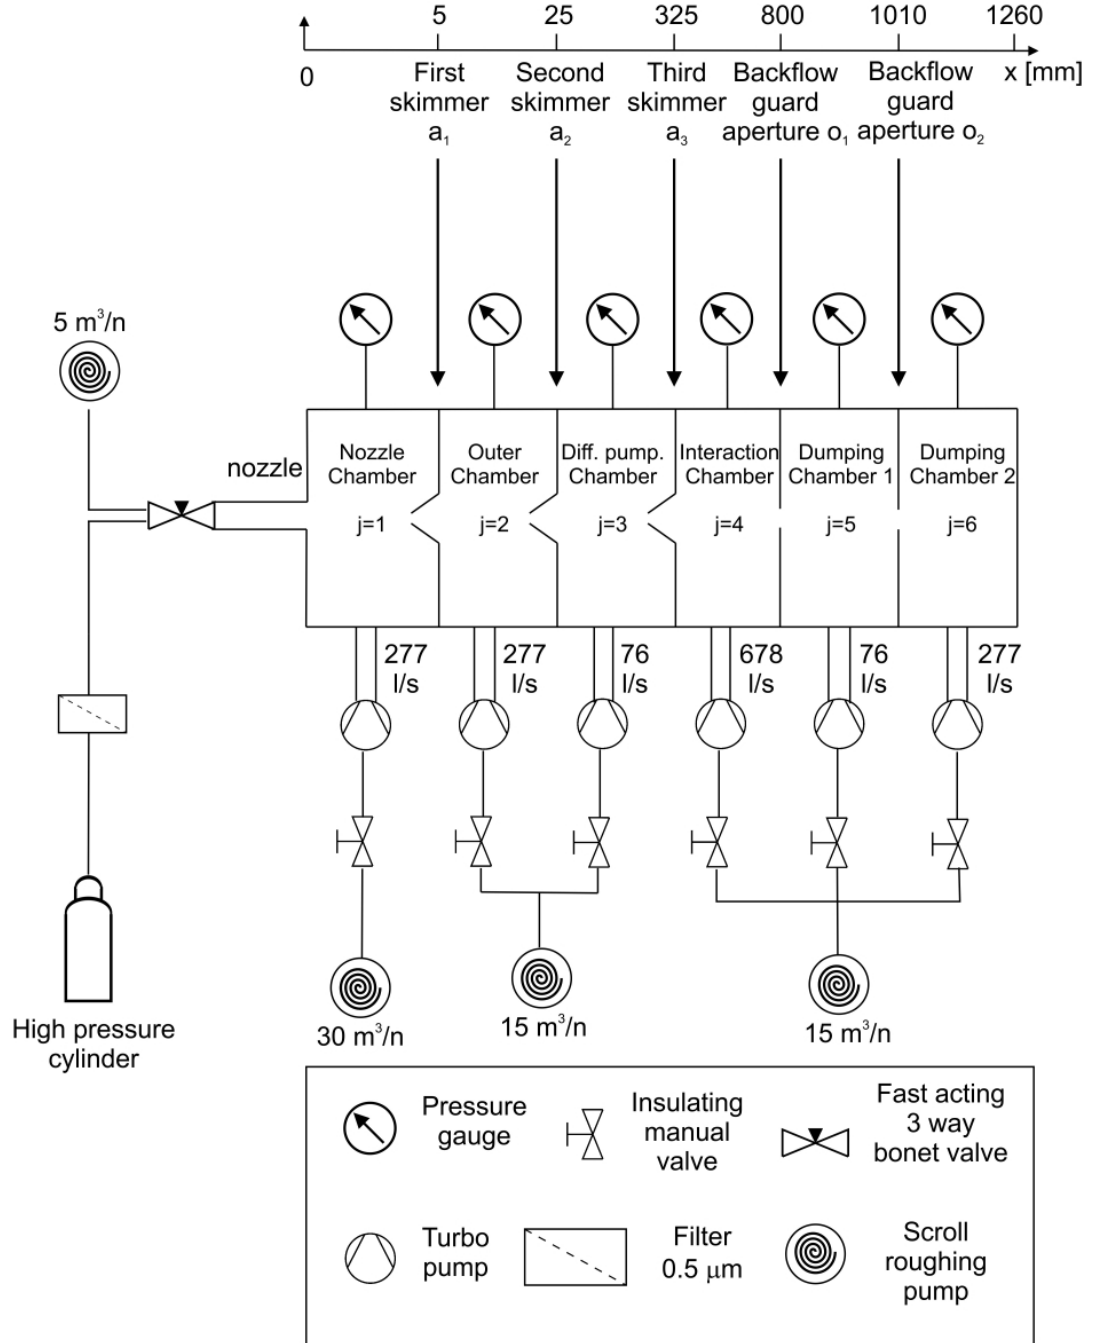 5 25 325 800 1010 1260
0 x [mm]
First
skimmer
a₁
Second
skimmer
a₂
Third
skimmer
a₃
Backflow
guard
aperture o₁
Backflow
guard
aperture o₂
5 m³/n
nozzle
Nozzle
Chamber
j=1
Outer
Chamber
j=2
Diff. pump.
Chamber
j=3
Interaction
Chamber
j=4
Dumping
Chamber 1
j=5
Dumping
Chamber 2
j=6
277
l/s
277
l/s
76
l/s
678
l/s
76
l/s
277
l/s
High pressure
cylinder
30 m³/n
15 m³/n
15 m³/n
Pressure
gauge
Insulating
manual
valve
Fast acting
3 way
bonet valve
Turbo
pump
Filter
0.5 μm
Scroll
roughing
pump